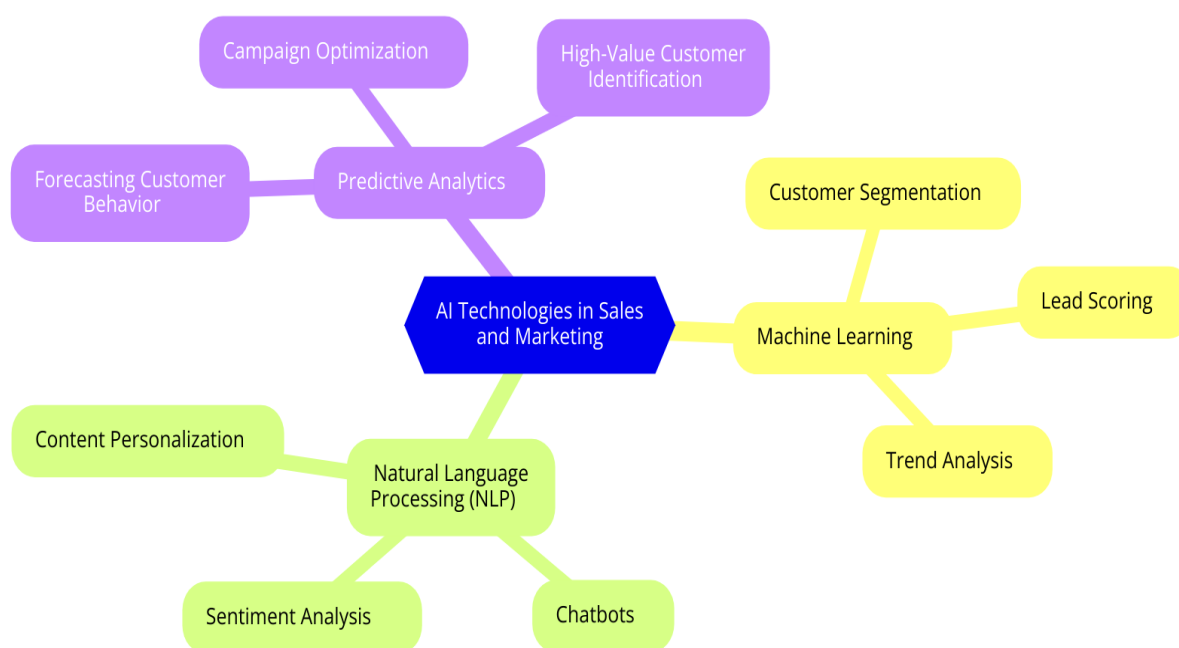 Campaign Optimization
High-Value Customer
Identification
Forecasting Customer
Behavior
Predictive Analytics
Customer Segmentation
AI Technologies in Sales
and Marketing
Lead Scoring
Machine Learning
Trend Analysis
Content Personalization
Natural Language
Processing (NLP)
Sentiment Analysis
Chatbots